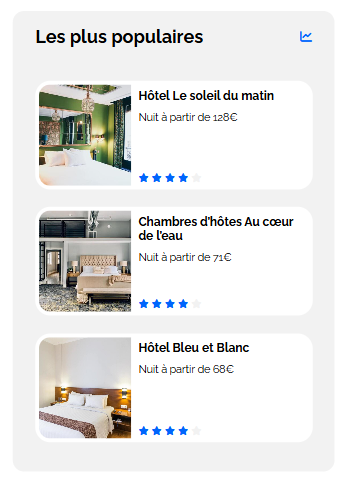 Les plus populaires
Hôtel Le soleil du matin
Nuit à partir de 128€
Chambres d'hôtes Au cœur
de l'eau
Nuit à partir de 71€
Hôtel Bleu et Blanc
Nuit à partir de 68€